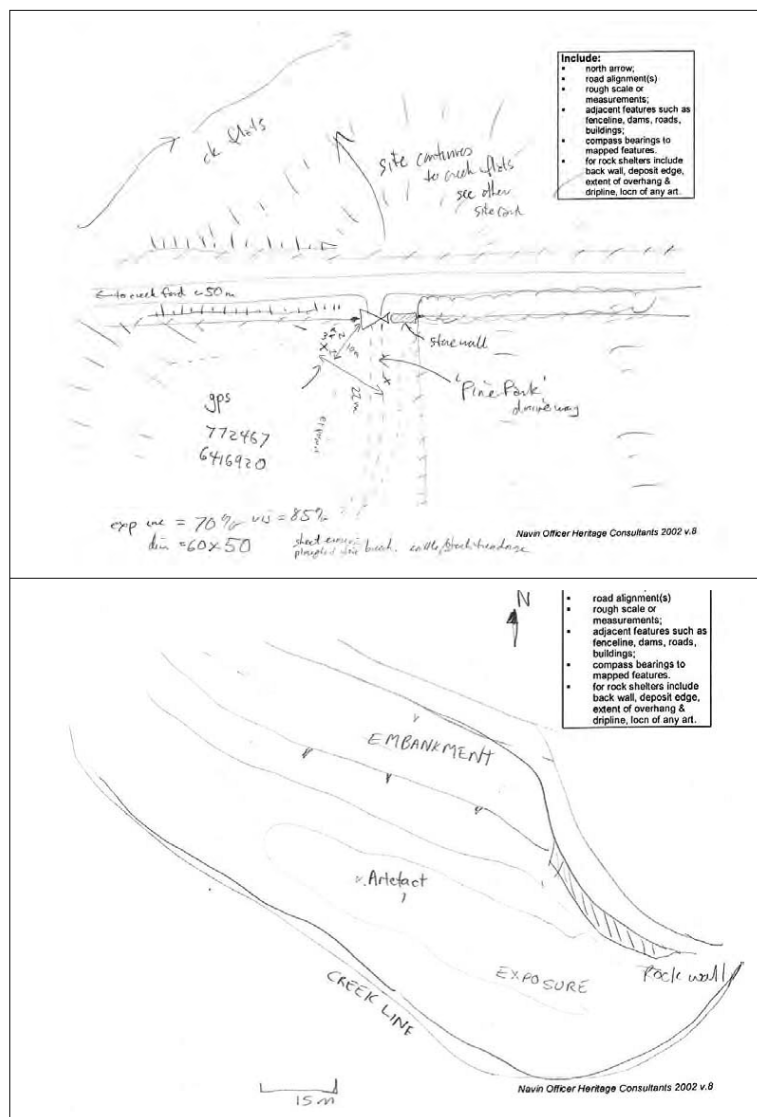 Include:
▪ north arrow;
▪ road alignment(s)
▪ rough scale or
measurements;
▪ adjacent features such as
fenceline, dams, roads,
buildings;
▪ compass bearings to
mapped features.
▪ for rock shelters include
back wall, deposit edge,
extent of overhang &
dripline, locn of any art.
ck flats
site continues
to creek flats
see other
site card
← to creek ford ~50m
stone wall
10m
22m
'Pine Park'
driveway
gps
772467
6416920
exp = 70% vis = 85%
dim = 60x50
sheet erosion
Navin Officer Heritage Consultants 2002 v.8
N
▪ road alignment(s)
▪ rough scale or
measurements;
▪ adjacent features such as
fenceline, dams, roads,
buildings;
▪ compass bearings to
mapped features.
▪ for rock shelters include
back wall, deposit edge,
extent of overhang &
dripline, locn of any art.
EMBANKMENT
Artefact
1
EXPOSURE
Rock wall
CREEK LINE
15m
Navin Officer Heritage Consultants 2002 v.8